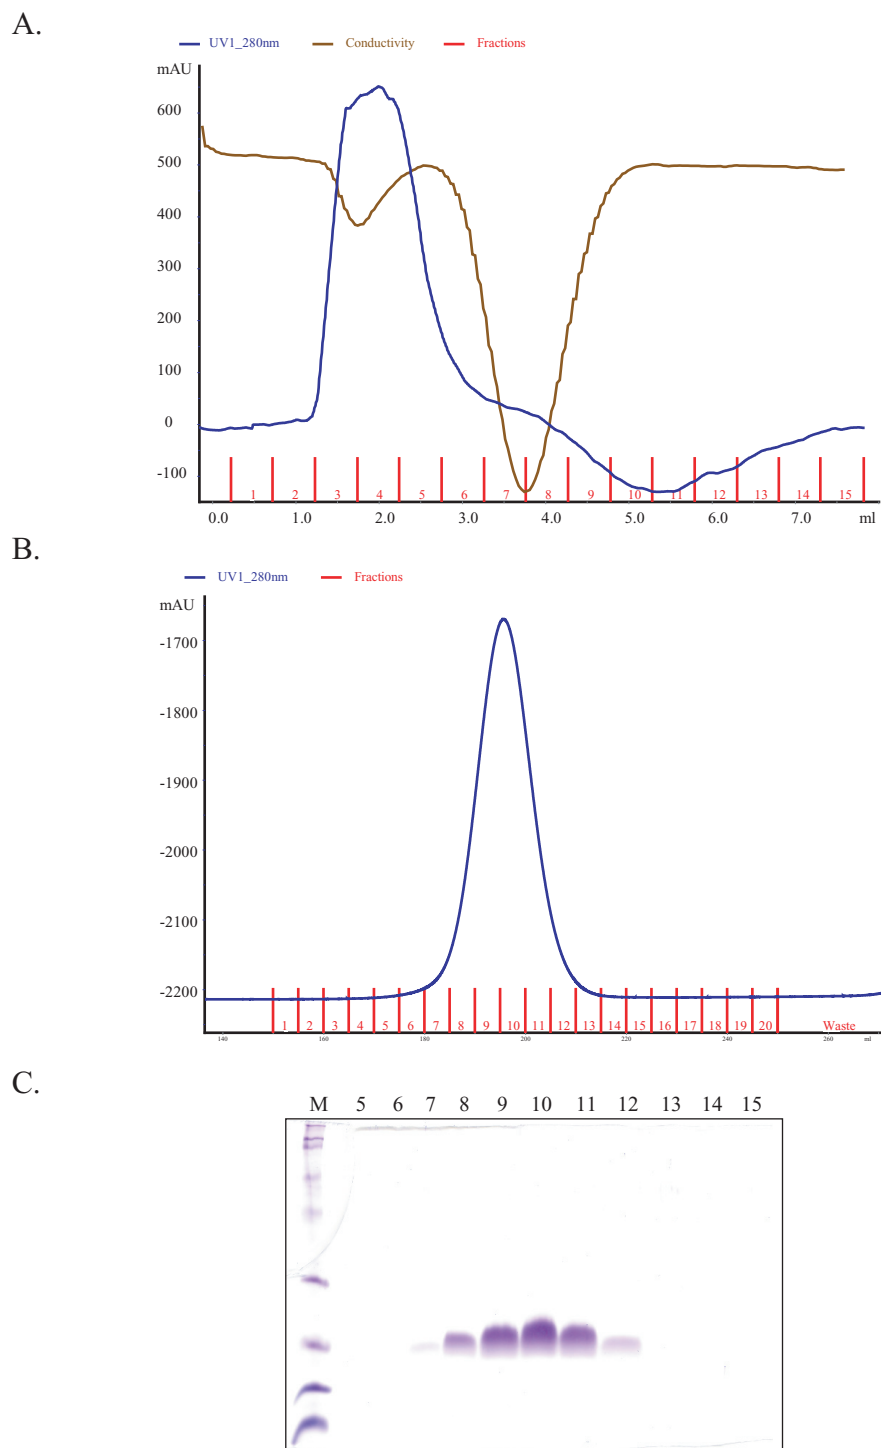 A.
UV1_280nm Conductivity Fractions
mAU
600
500
400
300
200
100
0
-100
1 2 3 4 5 6 7 8 9 10 11 12 13 14 15
0.0 1.0 2.0 3.0 4.0 5.0 6.0 7.0 ml
B.
UV1_280nm Fractions
mAU
-1700
-1800
-1900
-2000
-2100
-2200
1 2 3 4 5 6 7 8 9 10 11 12 13 14 15 16 17 18 19 20 Waste
140 160 180 200 220 240 260 ml
C.
M 5 6 7 8 9 10 11 12 13 14 15